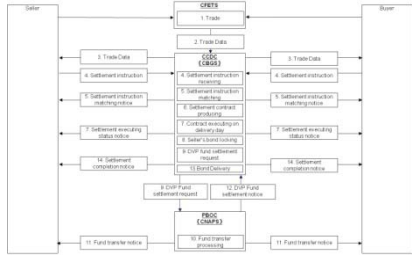 Seller
CFETS
1. Trade
Buyer
2. Trade Data
3. Trade Data
CCDC
(CBGS)
3. Trade Data
4. Settlement instruction
4. Settlement instruction receiving
4. Settlement instruction
5. Settlement instruction matching notice
5. Settlement instruction matching
5. Settlement instruction matching notice
6. Settlement contract producing
7. Settlement executing status notice
7. Contract executing on delivery day
7. Settlement executing status notice
8. Seller's bond locking
9. DVP fund settlement request
14. Settlement completion notice
13. Bond Delivery
14. Settlement completion notice
9. DVP Fund settlement request
12. DVP Fund settlement notice
PBOC
(CNAPS)
10. Fund transfer processing
11. Fund transfer notice
11. Fund transfer notice